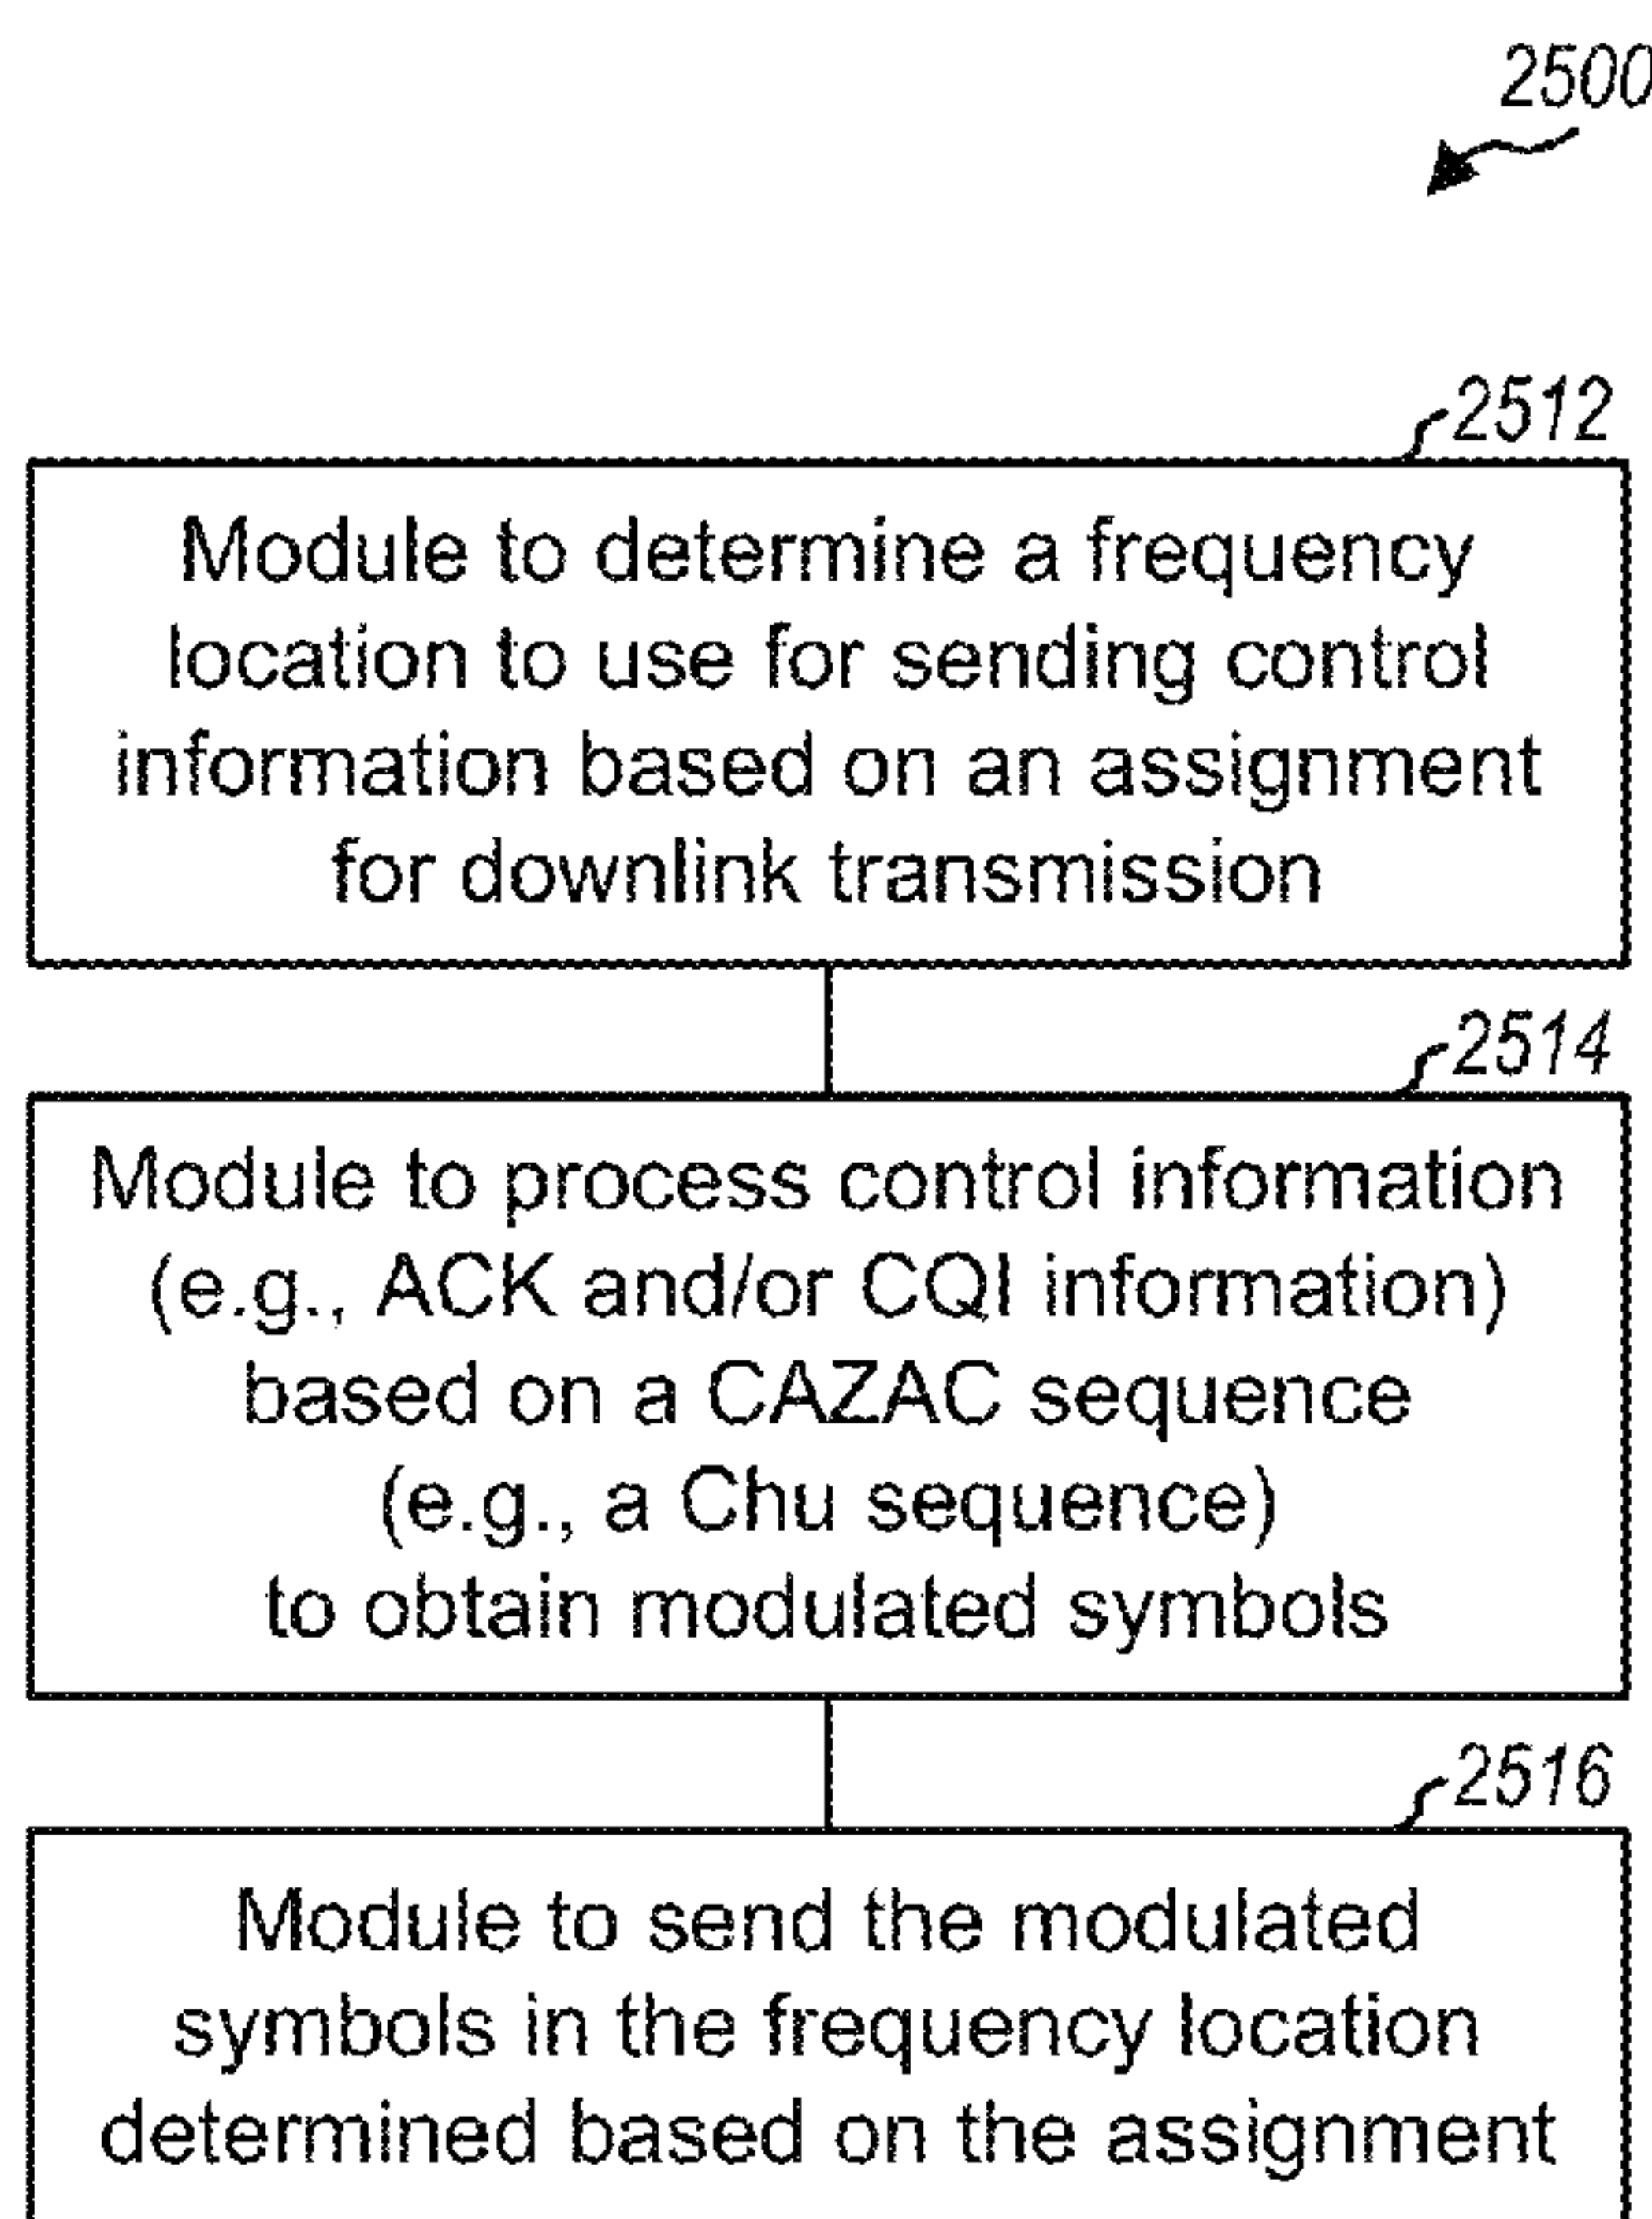 2500
2512
Module to determine a frequency
location to use for sending control
information based on an assignment
for downlink transmission
2514
Module to process control information
(e.g., ACK and/or CQI information)
based on a CAZAC sequence
(e.g., a Chu sequence)
to obtain modulated symbols
2516
Module to send the modulated
symbols in the frequency location
determined based on the assignment